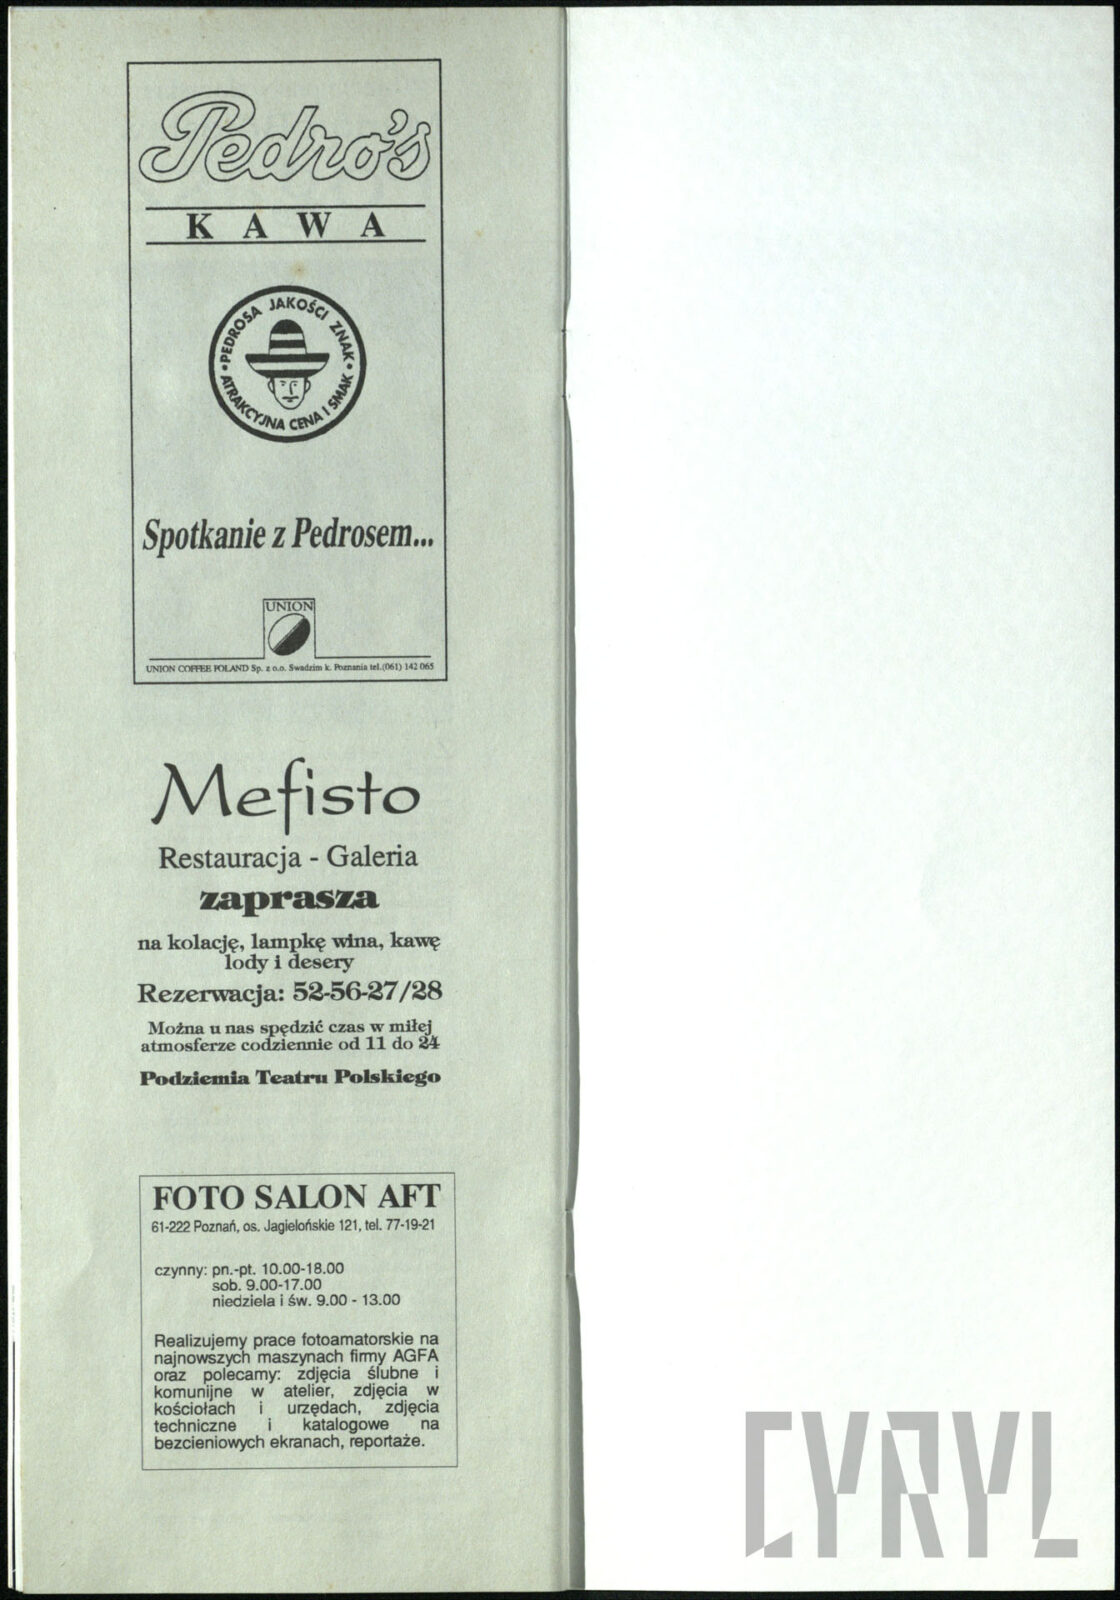 Pedro's
KAWA
PEDROSA JAKOŚCI ZNAK
ATRAKCYJNA CENA I SMAK
Spotkanie z Pedrosem...
UNION
UNION COFFEE POLAND Sp. z o.o. Swadzim k. Poznania tel.(061) 142 065
Mefisto
Restauracja - Galeria
zaprasza
na kolację, lampkę wina, kawę
lody i desery
Rezerwacja: 52-56-27/28
Można u nas spędzić czas w miłej
atmosferze codziennie od 11 do 24
Podziemia Teatru Polskiego
FOTO SALON AFT
61-222 Poznań, os. Jagielońskie 121, tel. 77-19-21
czynny: pn.-pt. 10.00-18.00
sob. 9.00-17.00
niedziela i św. 9.00 - 13.00
Realizujemy prace fotoamatorskie na
najnowszych maszynach firmy AGFA
oraz polecamy: zdjęcia ślubne i
komunijne w atelier, zdjęcia w
kościołach i urzędach, zdjęcia
techniczne i katalogowe na
bezcieniowych ekranach, reportaże.
CYRYL